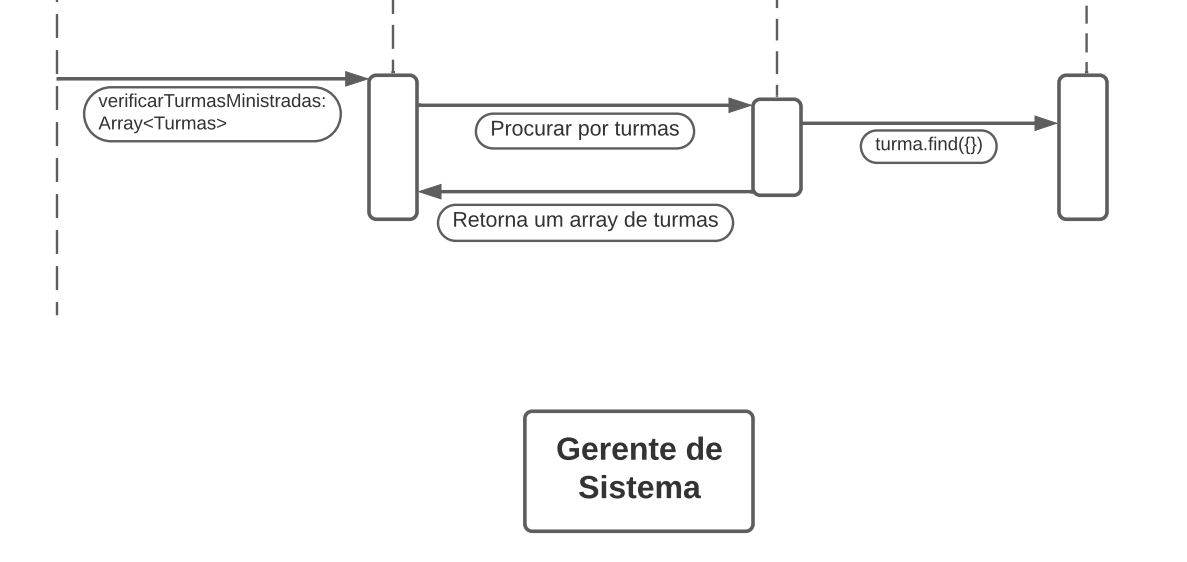 verificarTurmasMinistradas:
Array<Turmas>
Procurar por turmas
turma.find({})
Retorna um array de turmas
Gerente de
Sistema